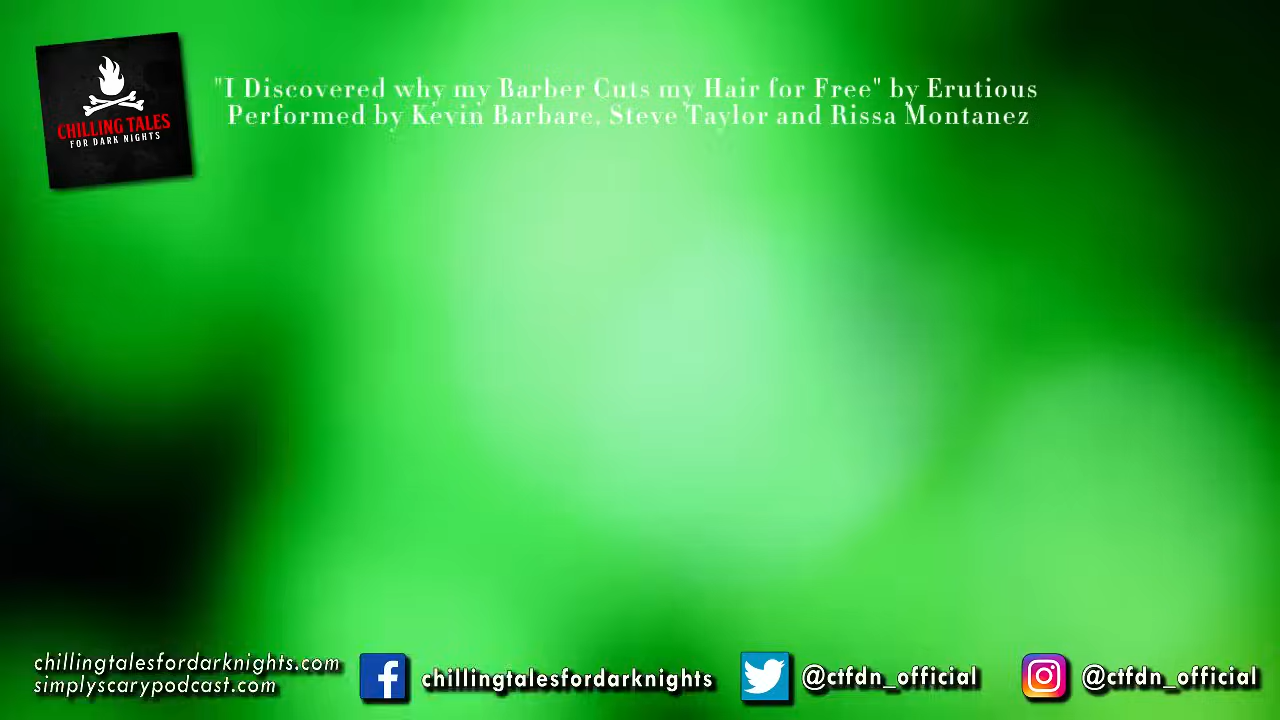 "I Discovered why my Barber Cuts my Hair for Free" by Erutious
Performed by Kevin Barbare, Steve Taylor and Rissa Montanez
CHILLING TALES
FOR DARK NIGHTS
chillingtalesfordarknights.com
simplyscarypodcast.com
chillingtalesfordarknights
@ctfdn_official
@ctfdn_official